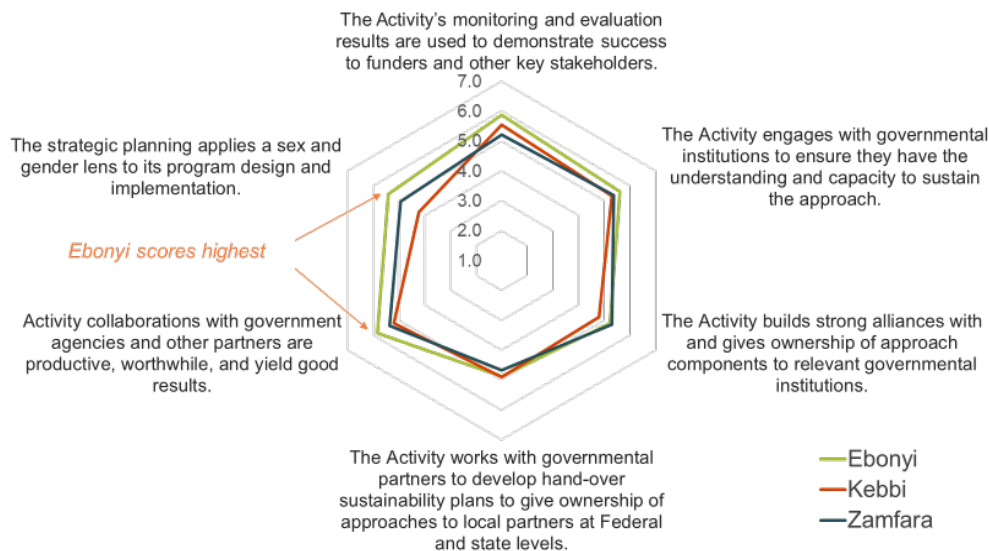 The Activity's monitoring and evaluation
results are used to demonstrate success
to funders and other key stakeholders.
7.0
6.0
5.0
4.0
3.0
2.0
1.0
The Activity engages with governmental
institutions to ensure they have the
understanding and capacity to sustain
the approach.
The Activity builds strong alliances with
and gives ownership of approach
components to relevant governmental
institutions.
The Activity works with governmental
partners to develop hand-over
sustainability plans to give ownership of
approaches to local partners at Federal
and state levels.
Activity collaborations with government
agencies and other partners are
productive, worthwhile, and yield good
results.
The strategic planning applies a sex and
gender lens to its program design and
implementation.
Ebonyi scores highest
Ebonyi
Kebbi
Zamfara